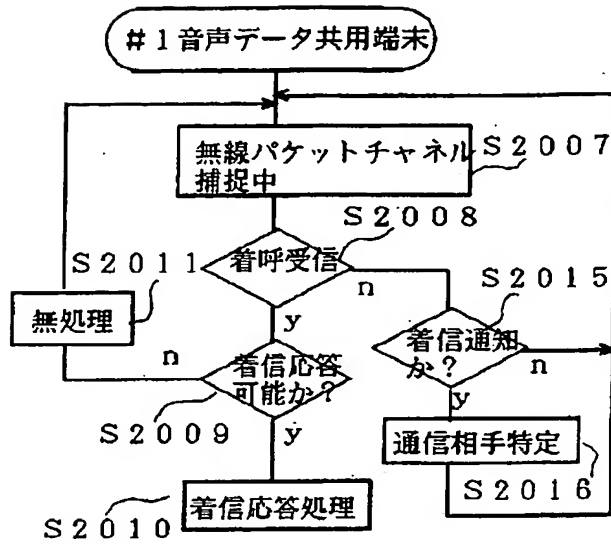 #1音声データ共用端末
無線パケットチャネル
捕捉中
S2007
S2008
着呼受信
n
y
S2011
無処理
n
着信応答
可能か?
S2009
y
S2015
着信通知
か?
n
y
通信相手特定
S2016
着信応答処理
S2010